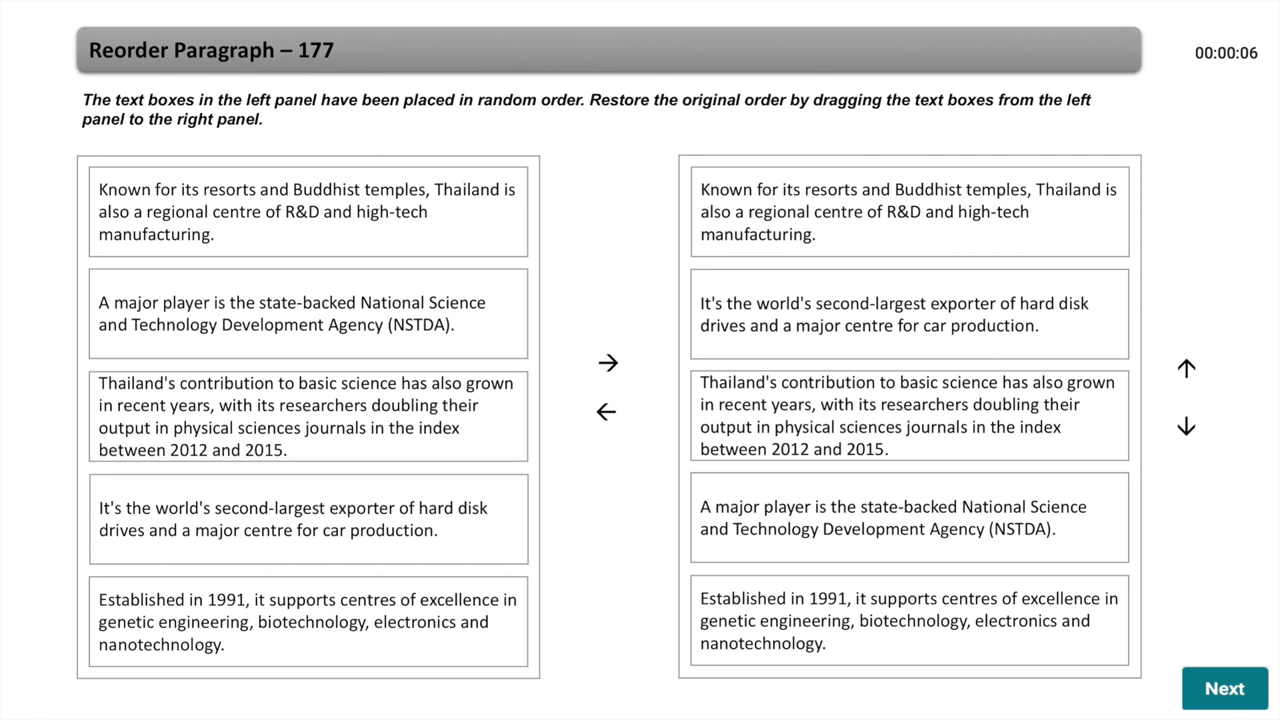 Reorder Paragraph – 177
00:00:06
The text boxes in the left panel have been placed in random order. Restore the original order by dragging the text boxes from the left
panel to the right panel.
Known for its resorts and Buddhist temples, Thailand is
also a regional centre of R&D and high-tech
manufacturing.
A major player is the state-backed National Science
and Technology Development Agency (NSTDA).
Thailand's contribution to basic science has also grown
in recent years, with its researchers doubling their
output in physical sciences journals in the index
between 2012 and 2015.
It's the world's second-largest exporter of hard disk
drives and a major centre for car production.
Established in 1991, it supports centres of excellence in
genetic engineering, biotechnology, electronics and
nanotechnology.
Known for its resorts and Buddhist temples, Thailand is
also a regional centre of R&D and high-tech
manufacturing.
It's the world's second-largest exporter of hard disk
drives and a major centre for car production.
Thailand's contribution to basic science has also grown
in recent years, with its researchers doubling their
output in physical sciences journals in the index
between 2012 and 2015.
A major player is the state-backed National Science
and Technology Development Agency (NSTDA).
Established in 1991, it supports centres of excellence in
genetic engineering, biotechnology, electronics and
nanotechnology.
Next